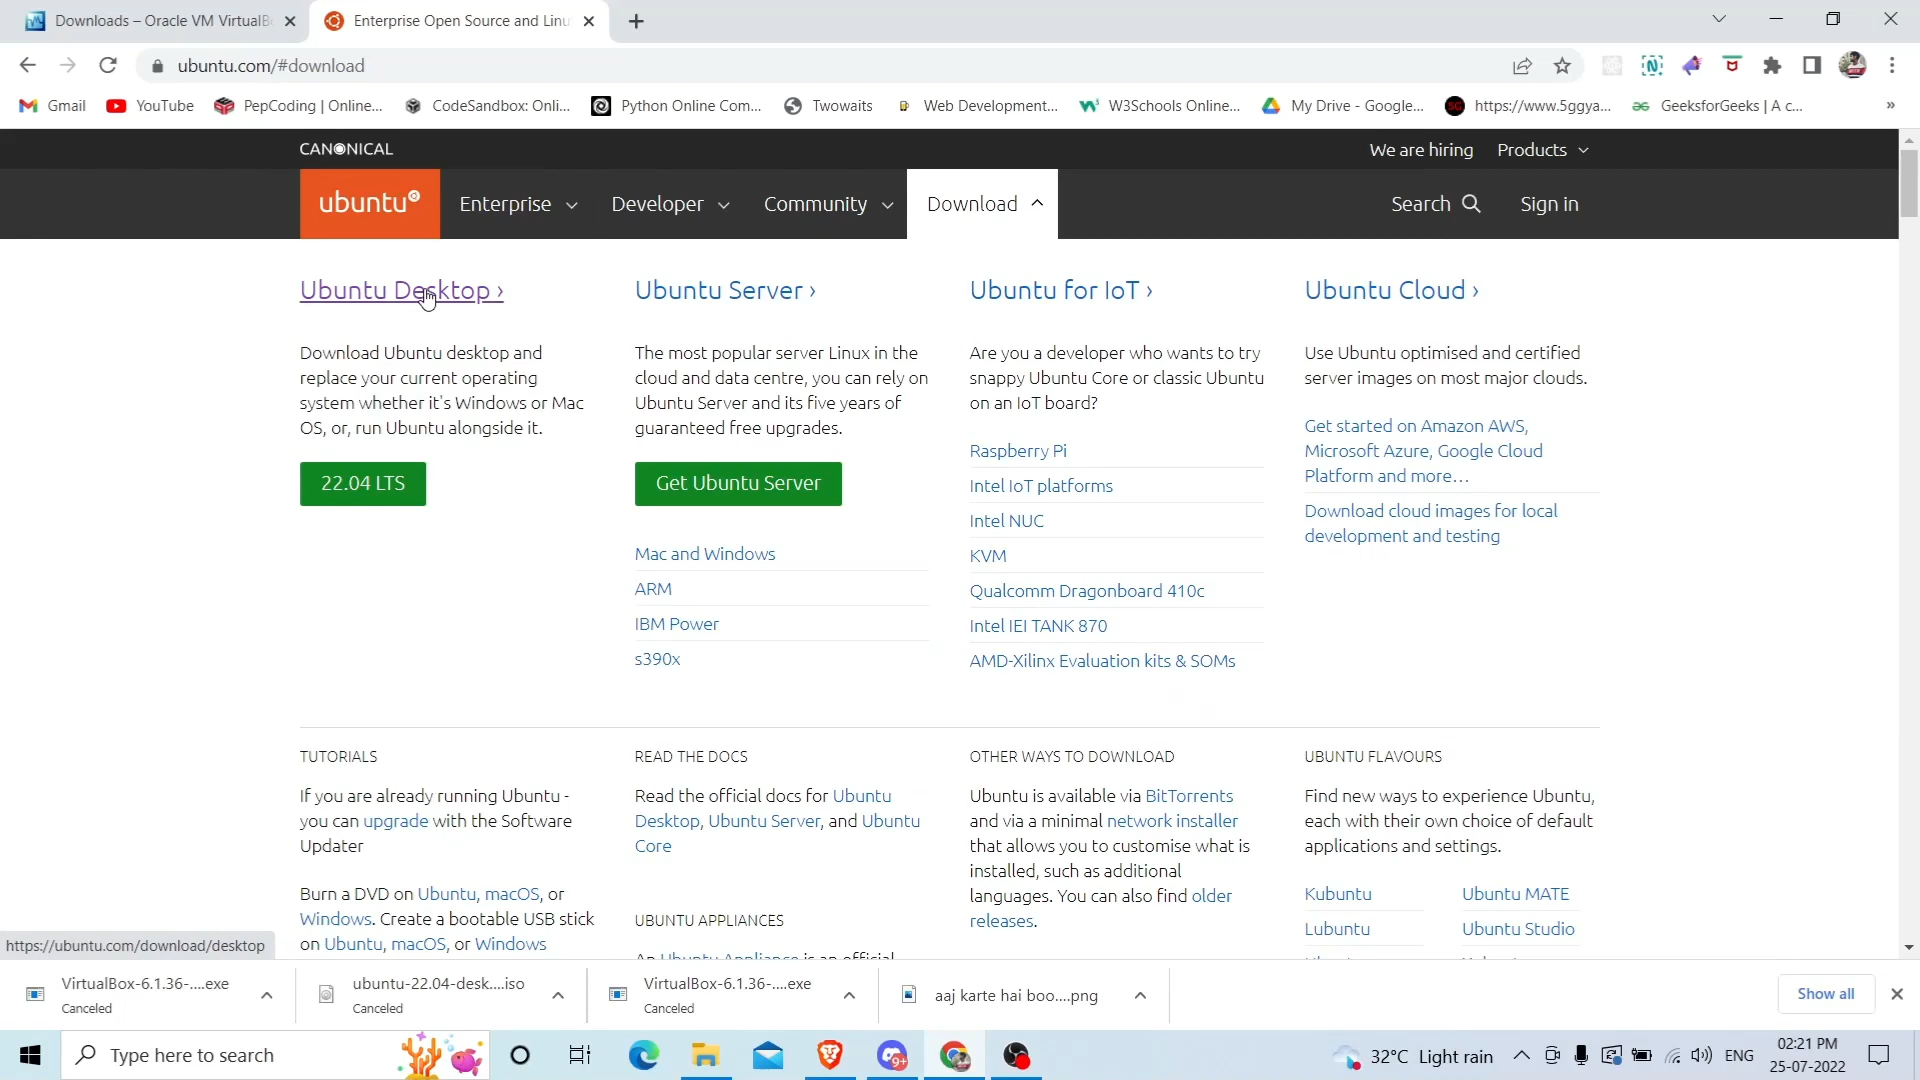 Downloads – Oracle VM VirtualB
Enterprise Open Source and Linu
ubuntu.com/#download
Gmail
YouTube
PepCoding | Online...
CodeSandbox: Onli...
Python Online Com...
Twowaits
Web Development...
W3Schools Online...
My Drive - Google...
https://www.5ggya...
GeeksforGeeks | A c...
»
CANONICAL
We are hiring
Products
ubuntu
Enterprise
Developer
Community
Download
Search
Sign in
Ubuntu Desktop ›
Download Ubuntu desktop and
replace your current operating
system whether it's Windows or Mac
OS, or, run Ubuntu alongside it.
22.04 LTS
Ubuntu Server ›
The most popular server Linux in the
cloud and data centre, you can rely on
Ubuntu Server and its five years of
guaranteed free upgrades.
Get Ubuntu Server
Mac and Windows
ARM
IBM Power
s390x
Ubuntu for IoT ›
Are you a developer who wants to try
snappy Ubuntu Core or classic Ubuntu
on an IoT board?
Raspberry Pi
Intel IoT platforms
Intel NUC
KVM
Qualcomm Dragonboard 410c
Intel IEI TANK 870
AMD-Xilinx Evaluation kits & SOMs
Ubuntu Cloud ›
Use Ubuntu optimised and certified
server images on most major clouds.
Get started on Amazon AWS,
Microsoft Azure, Google Cloud
Platform and more…
Download cloud images for local
development and testing
TUTORIALS
If you are already running Ubuntu -
you can upgrade with the Software
Updater
Burn a DVD on Ubuntu, macOS, or
Windows. Create a bootable USB stick
on Ubuntu, macOS, or Windows
READ THE DOCS
Read the official docs for Ubuntu
Desktop, Ubuntu Server, and Ubuntu
Core
UBUNTU APPLIANCES
An Ubuntu Appliance is an official
OTHER WAYS TO DOWNLOAD
Ubuntu is available via BitTorrents
and via a minimal network installer
that allows you to customise what is
installed, such as additional
languages. You can also find older
releases.
UBUNTU FLAVOURS
Find new ways to experience Ubuntu,
each with their own choice of default
applications and settings.
Kubuntu
Ubuntu MATE
Lubuntu
Ubuntu Studio
https://ubuntu.com/download/desktop
VirtualBox-6.1.36-....exe
Canceled
ubuntu-22.04-desk....iso
Canceled
VirtualBox-6.1.36-....exe
Canceled
aaj karte hai boo....png
Show all
Type here to search
9+
32°C Light rain
ENG
02:21 PM
25-07-2022